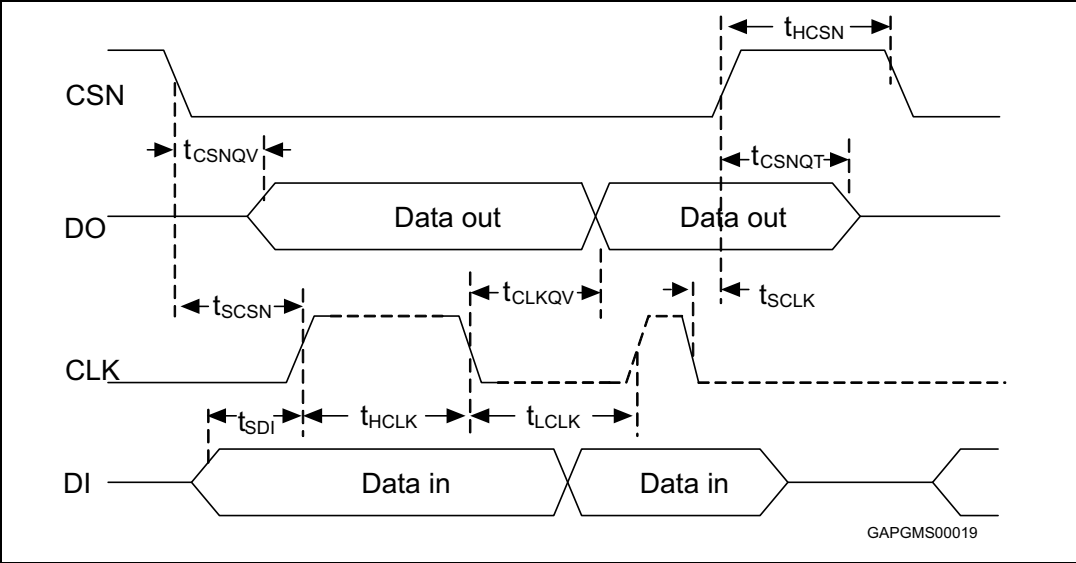 tHCSN
CSN
tCSNQV
tCSNQT
DO
Data out
Data out
tSCSN
tCLKQV
tSCLK
CLK
tSDI
tHCLK
tLCLK
DI
Data in
Data in
GAPGMS00019